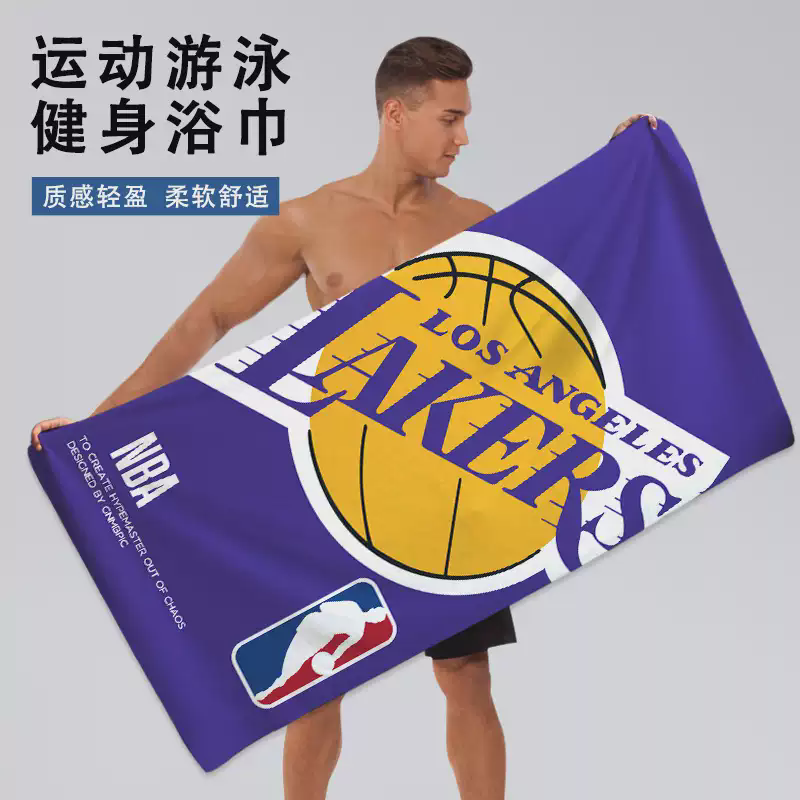 运动游泳
健身浴巾
质感轻盈 柔软舒适
LOS ANGELES
LAKERS
NBA
TO CREATE HYPEMASTER OUT OF CHAOS
DESIGNED BY CNMGPIC